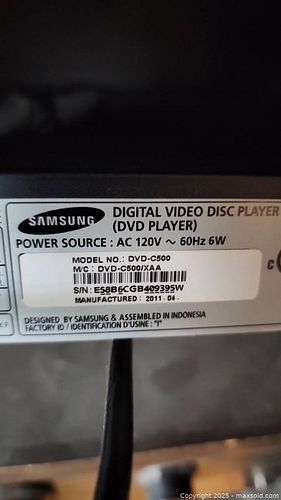 SAMSUNG
DIGITAL VIDEO DISC PLAYER
(DVD PLAYER)
POWER SOURCE : AC 120V ~ 60Hz 6W
MODEL NO.: DVD-C500
M/C : DVD-C500/XAA
S/N: E58B6CGB409395W
MANUFACTURED : 2011 . 04 .
DESIGNED BY SAMSUNG & ASSEMBLED IN INDONESIA
FACTORY ID / IDENTIFICATION D'USINE : "I"
Copyright © 2025 - maxsold.com